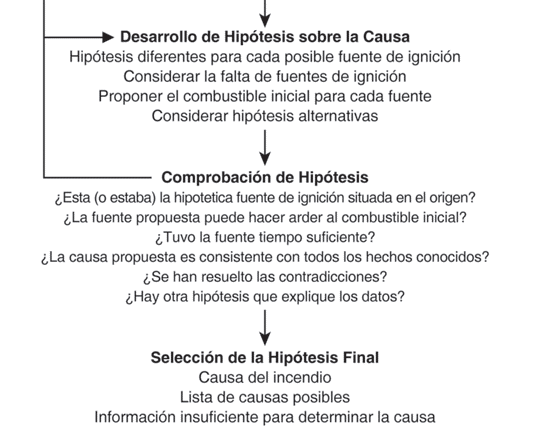 Desarrollo de Hipótesis sobre la Causa
Hipótesis diferentes para cada posible fuente de ignición
Considerar la falta de fuentes de ignición
Proponer el combustible inicial para cada fuente
Considerar hipótesis alternativas
Comprobación de Hipótesis
¿Esta (o estaba) la hipotetica fuente de ignición situada en el origen?
¿La fuente propuesta puede hacer arder al combustible inicial?
¿Tuvo la fuente tiempo suficiente?
¿La causa propuesta es consistente con todos los hechos conocidos?
¿Se han resuelto las contradicciones?
¿Hay otra hipótesis que explique los datos?
Selección de la Hipótesis Final
Causa del incendio
Lista de causas posibles
Información insuficiente para determinar la causa